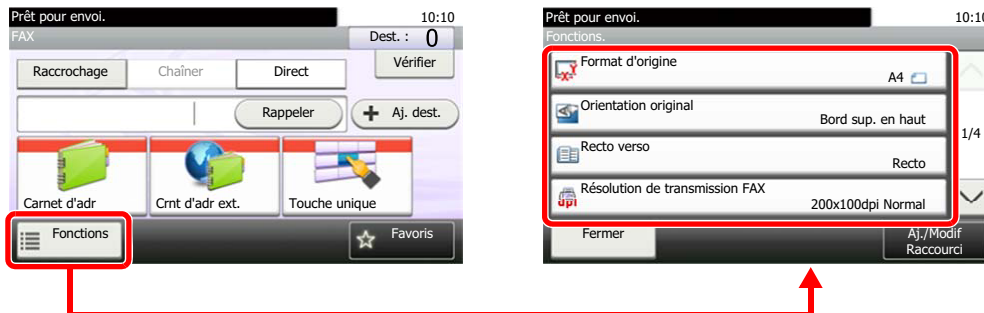 Prêt pour envoi.
10:10
FAX
Dest. : 0
Raccrochage
Chaîner
Direct
Vérifier
Rappeler
Aj. dest.
Carnet d'adr
Crnt d'adr ext.
Touche unique
Fonctions
Favoris
Prêt pour envoi.
10:10
Fonctions.
Format d'origine
A4
Orientation original
Bord sup. en haut
1/4
Recto verso
Recto
Résolution de transmission FAX
200x100dpi Normal
Fermer
Aj./Modif
Raccourci